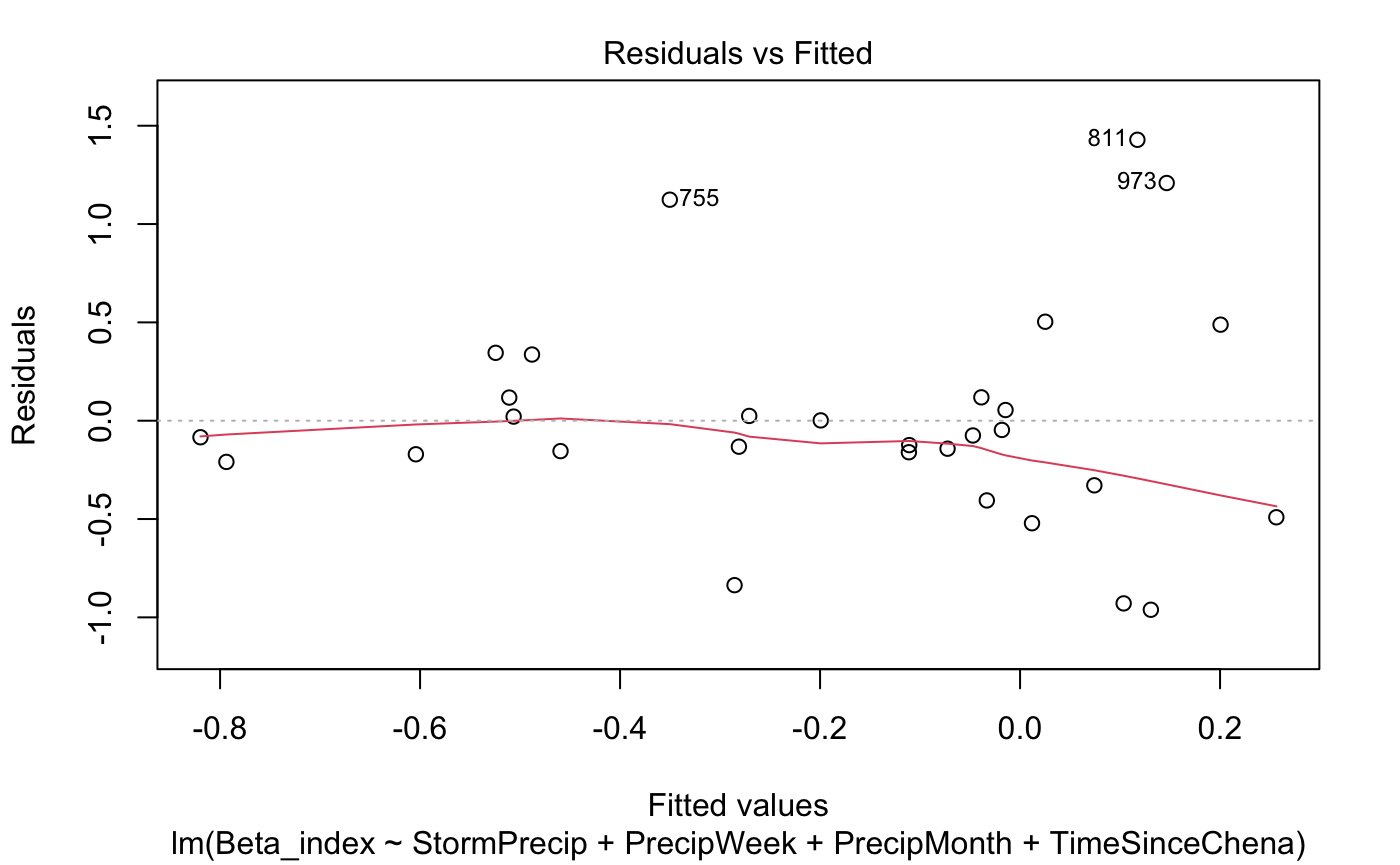 Residuals vs Fitted
Residuals
1.5
1.0
0.5
0.0
-0.5
-1.0
811
973
755
-0.8 -0.6 -0.4 -0.2 0.0 0.2
Fitted values
lm(Beta_index ~ StormPrecip + PrecipWeek + PrecipMonth + TimeSinceChena)